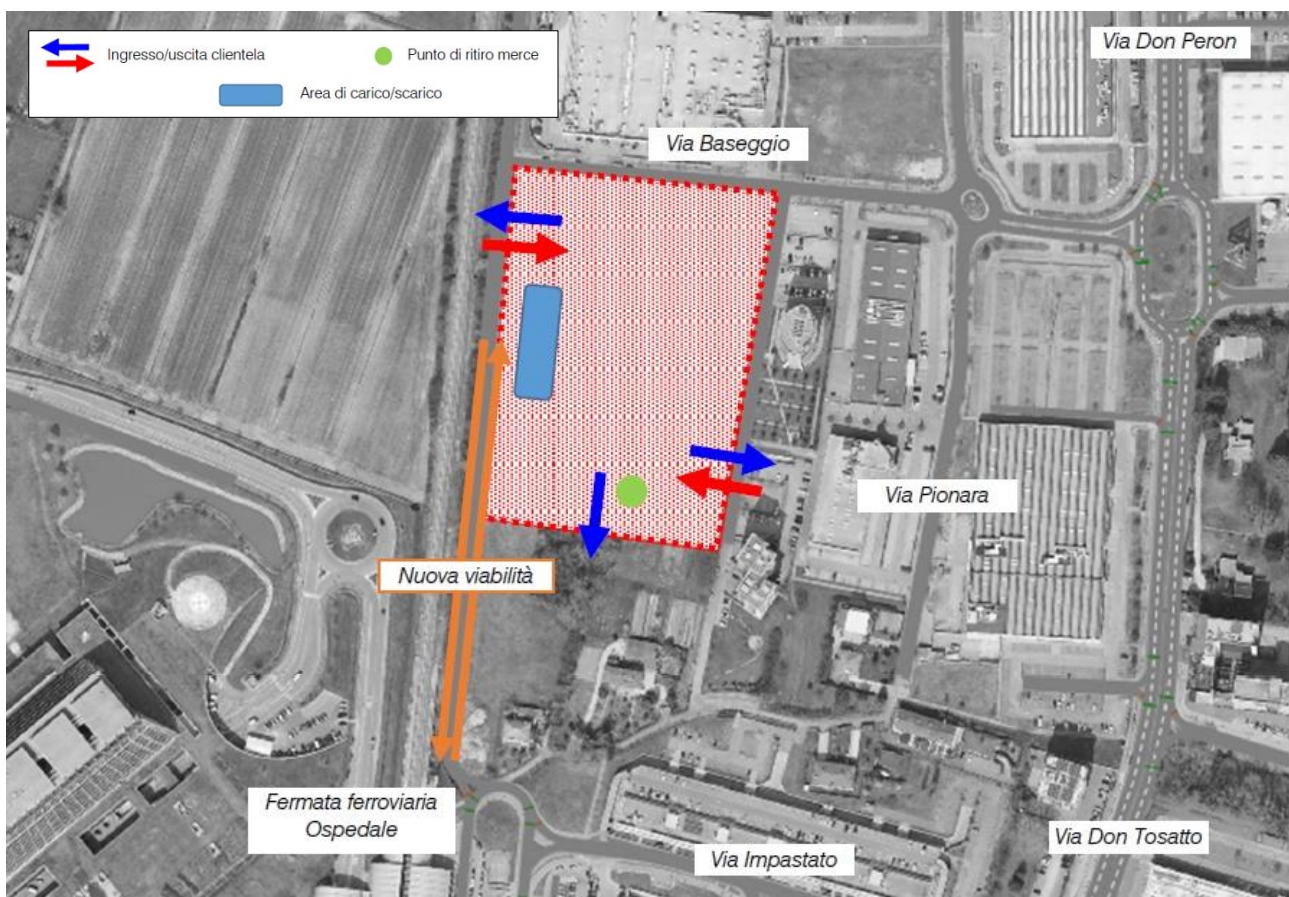 Ingresso/uscita clientela
Punto di ritiro merce
Area di carico/scarico
Via Don Peron
Via Baseggio
Via Pionara
Nuova viabilità
Fermata ferroviaria
Ospedale
Via Impastato
Via Don Tosatto